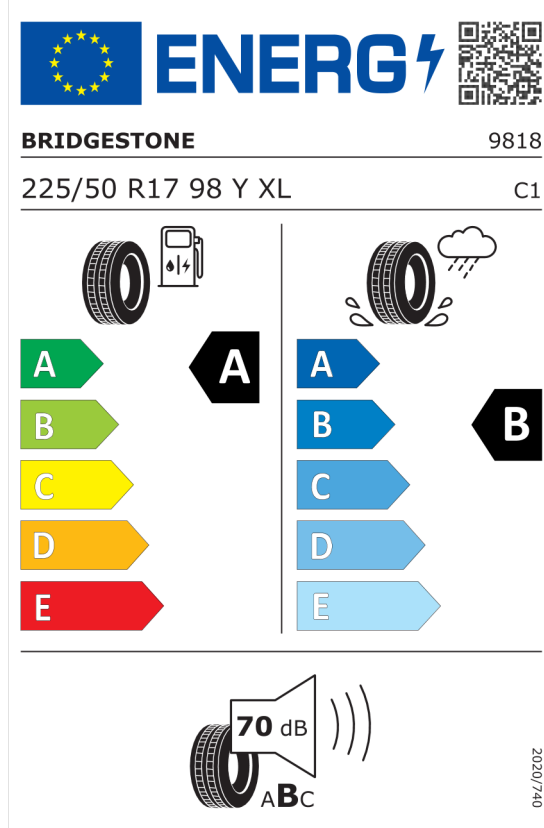 ENERG
BRIDGESTONE 9818
225/50 R17 98 Y XL C1
A A A
B B B
C C
D D
E E
70 dB
ABC
2020/740